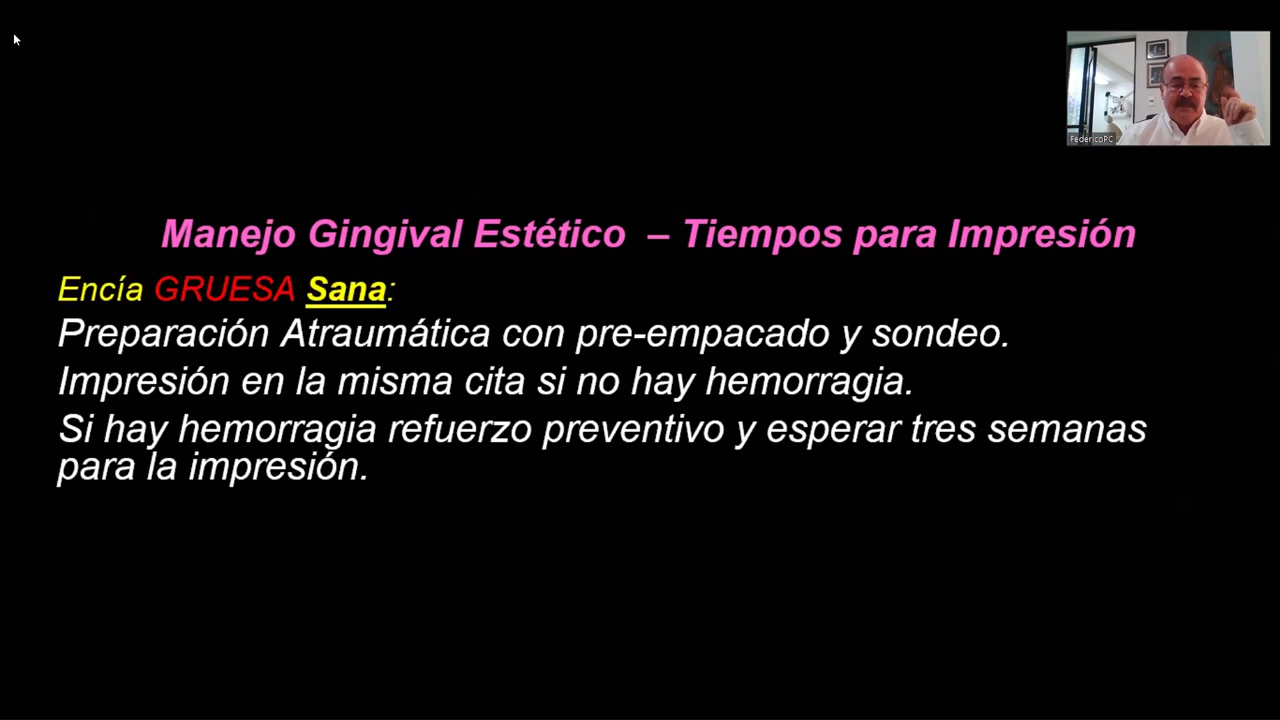 FedericoPC
Manejo Gingival Estético – Tiempos para Impresión
Encía GRUESA Sana:
Preparación Atraumática con pre-empacado y sondeo.
Impresión en la misma cita si no hay hemorragia.
Si hay hemorragia refuerzo preventivo y esperar tres semanas
para la impresión.